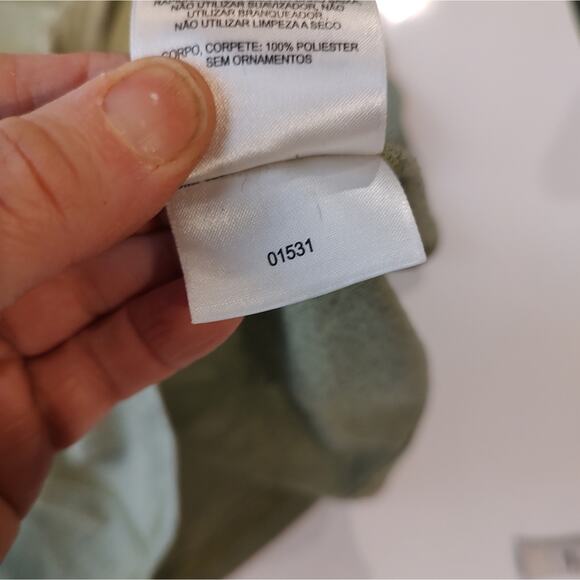 NÃO UTILIZAR SUAVIZADOR, NÃO
UTILIZAR BRANQUEADOR,
NÃO UTILIZAR LIMPEZA A SECO
CORPO, CORPETE: 100% POLIESTER
SEM ORNAMENTOS
01531